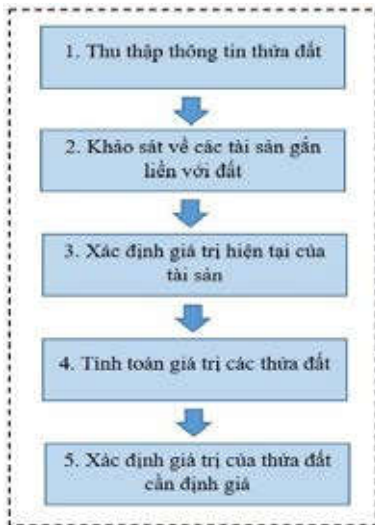 1. Thu thập thông tin thửa đất
2. Khảo sát về các tài sản gắn
liền với đất
3. Xác định giá trị hiện tại của
tài sản
4. Tính toán giá trị các thửa đất
5. Xác định giá trị của thửa đất
cần định giá